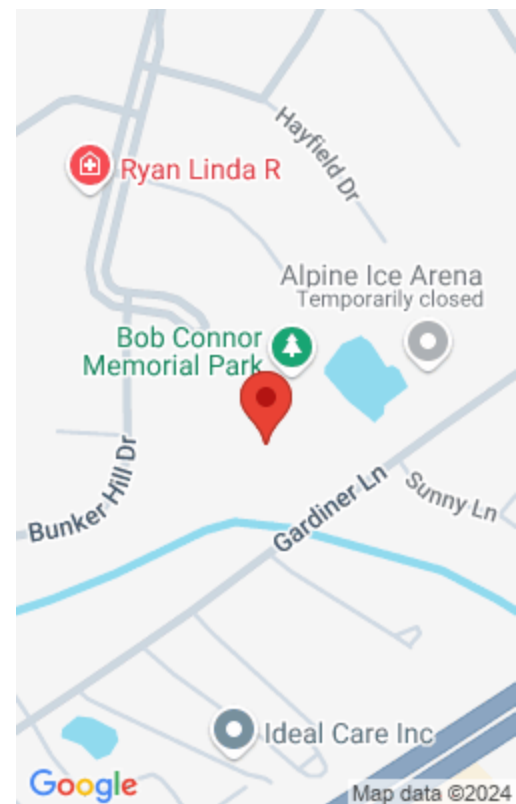 Hayfield Dr
Ryan Linda R
Alpine Ice Arena
Temporarily closed
Bob Connor
Memorial Park
Bunker Hill Dr
Gardiner Ln
Sunny Ln
Ideal Care Inc
Google
Map data ©2024